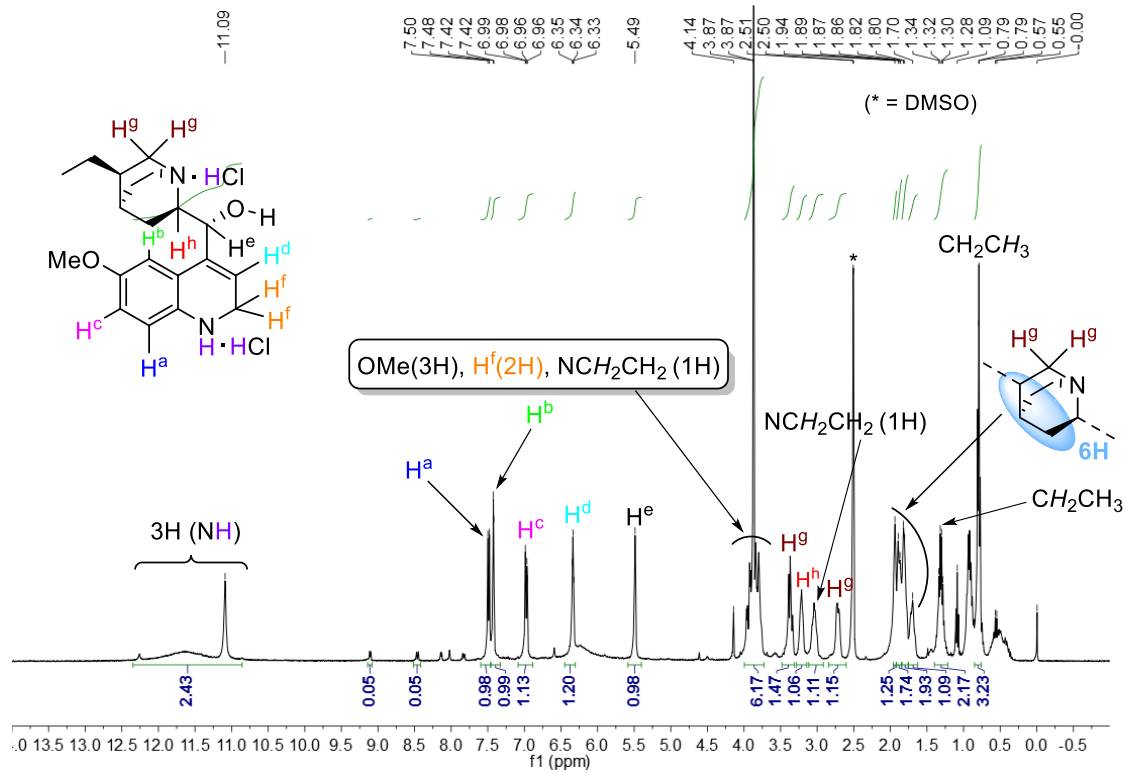 11.09
7.50
7.48
7.42
7.42
6.99
6.98
6.96
6.96
6.35
6.34
6.33
5.49
4.14
3.87
3.87
2.51
2.50
1.94
1.89
1.87
1.86
1.82
1.80
1.70
1.34
1.32
1.30
1.28
1.09
0.79
0.79
0.57
0.55
-0.00
(* = DMSO)
H^g H^g
N · HCl
O-H
H^b H^h H^e
H^d
MeO
H^f
H^c N H^f
H · HCl
H^a
CH2CH3
*
H^g H^g
N
6H
OMe(3H), H^f(2H), NCH2CH2 (1H)
NCH2CH2 (1H)
CH2CH3
3H (NH)
H^a
H^b
H^c
H^d
H^e
H^g
H^h
H^g
2.43
0.05
0.05
0.98
0.99
1.13
1.20
0.98
6.17
1.47
1.06
1.11
1.15
1.25
1.74
1.93
1.09
2.17
3.23
13.5 13.0 12.5 12.0 11.5 11.0 10.5 10.0 9.5 9.0 8.5 8.0 7.5 7.0 6.5 6.0 5.5 5.0 4.5 4.0 3.5 3.0 2.5 2.0 1.5 1.0 0.5 0.0 -0.5
f1 (ppm)